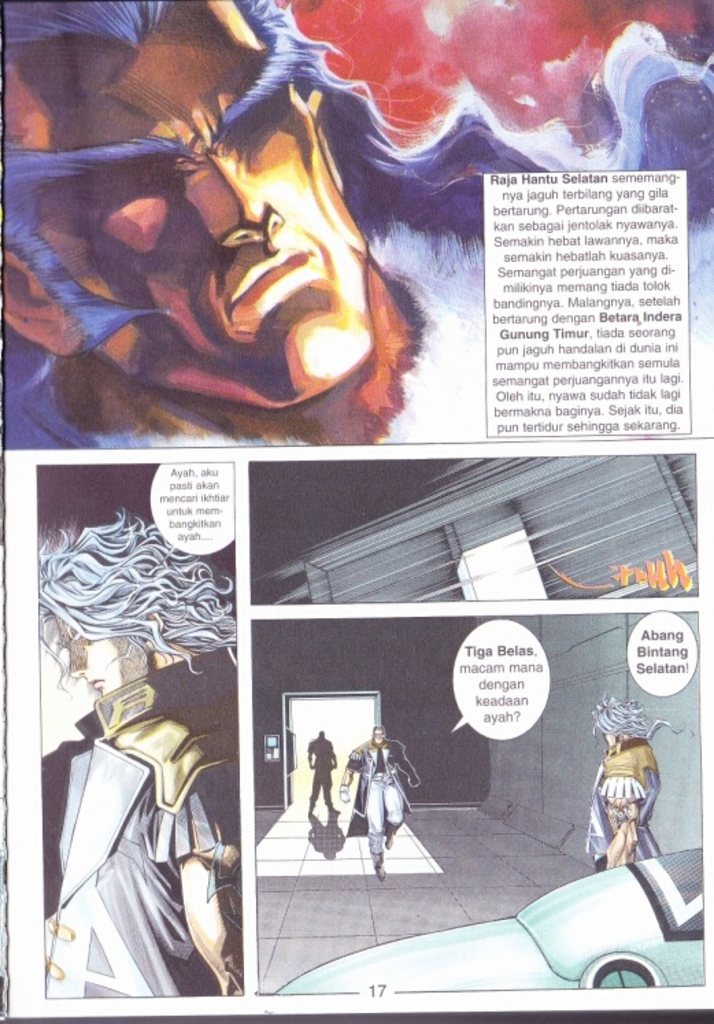 Raja Hantu Selatan sememang-
nya jaguh terbilang yang gila
bertarung. Pertarungan diibarat-
kan sebagai jentolak nyawanya.
Semakin hebat lawannya, maka
semakin hebatlah kuasanya.
Semangat perjuangan yang di-
milikinya memang tiada tolok
bandingnya. Malangnya, setelah
bertarung dengan Betara Indera
Gunung Timur, tiada seorang
pun jaguh handalan di dunia ini
mampu membangkitkan semula
semangat perjuangannya itu lagi.
Oleh itu, nyawa sudah tidak lagi
bermakna baginya. Sejak itu, dia
pun tertidur sehingga sekarang.
Ayah, aku
pasti akan
mencari ikhtiar
untuk mem-
bangkitkan
ayah....
Tiga Belas,
macam mana
dengan
keadaan
ayah?
Abang
Bintang
Selatan!
17